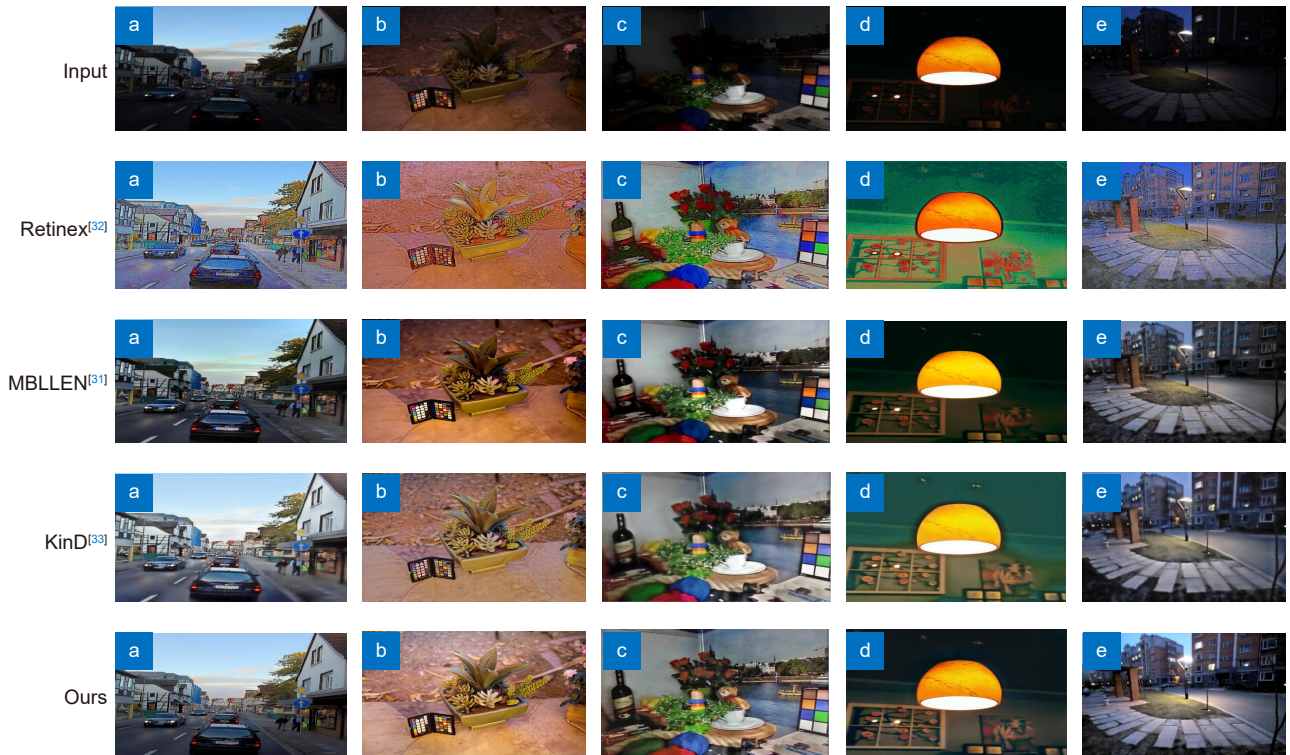 a b c d e
Input
a b c d e
Retinex[32]
a b c d e
MBLLEN[31]
a b c d e
KinD[33]
a b c d e
Ours